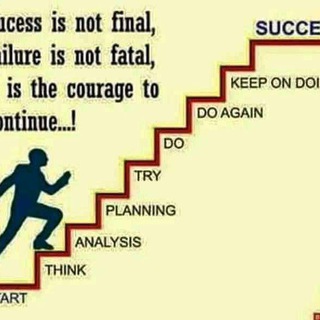 ucess is not final,
ilure is not fatal,
is the courage to
ontinue...!
SUCCE
KEEP ON DOI
DO AGAIN
DO
TRY
PLANNING
ANALYSIS
THINK
ART